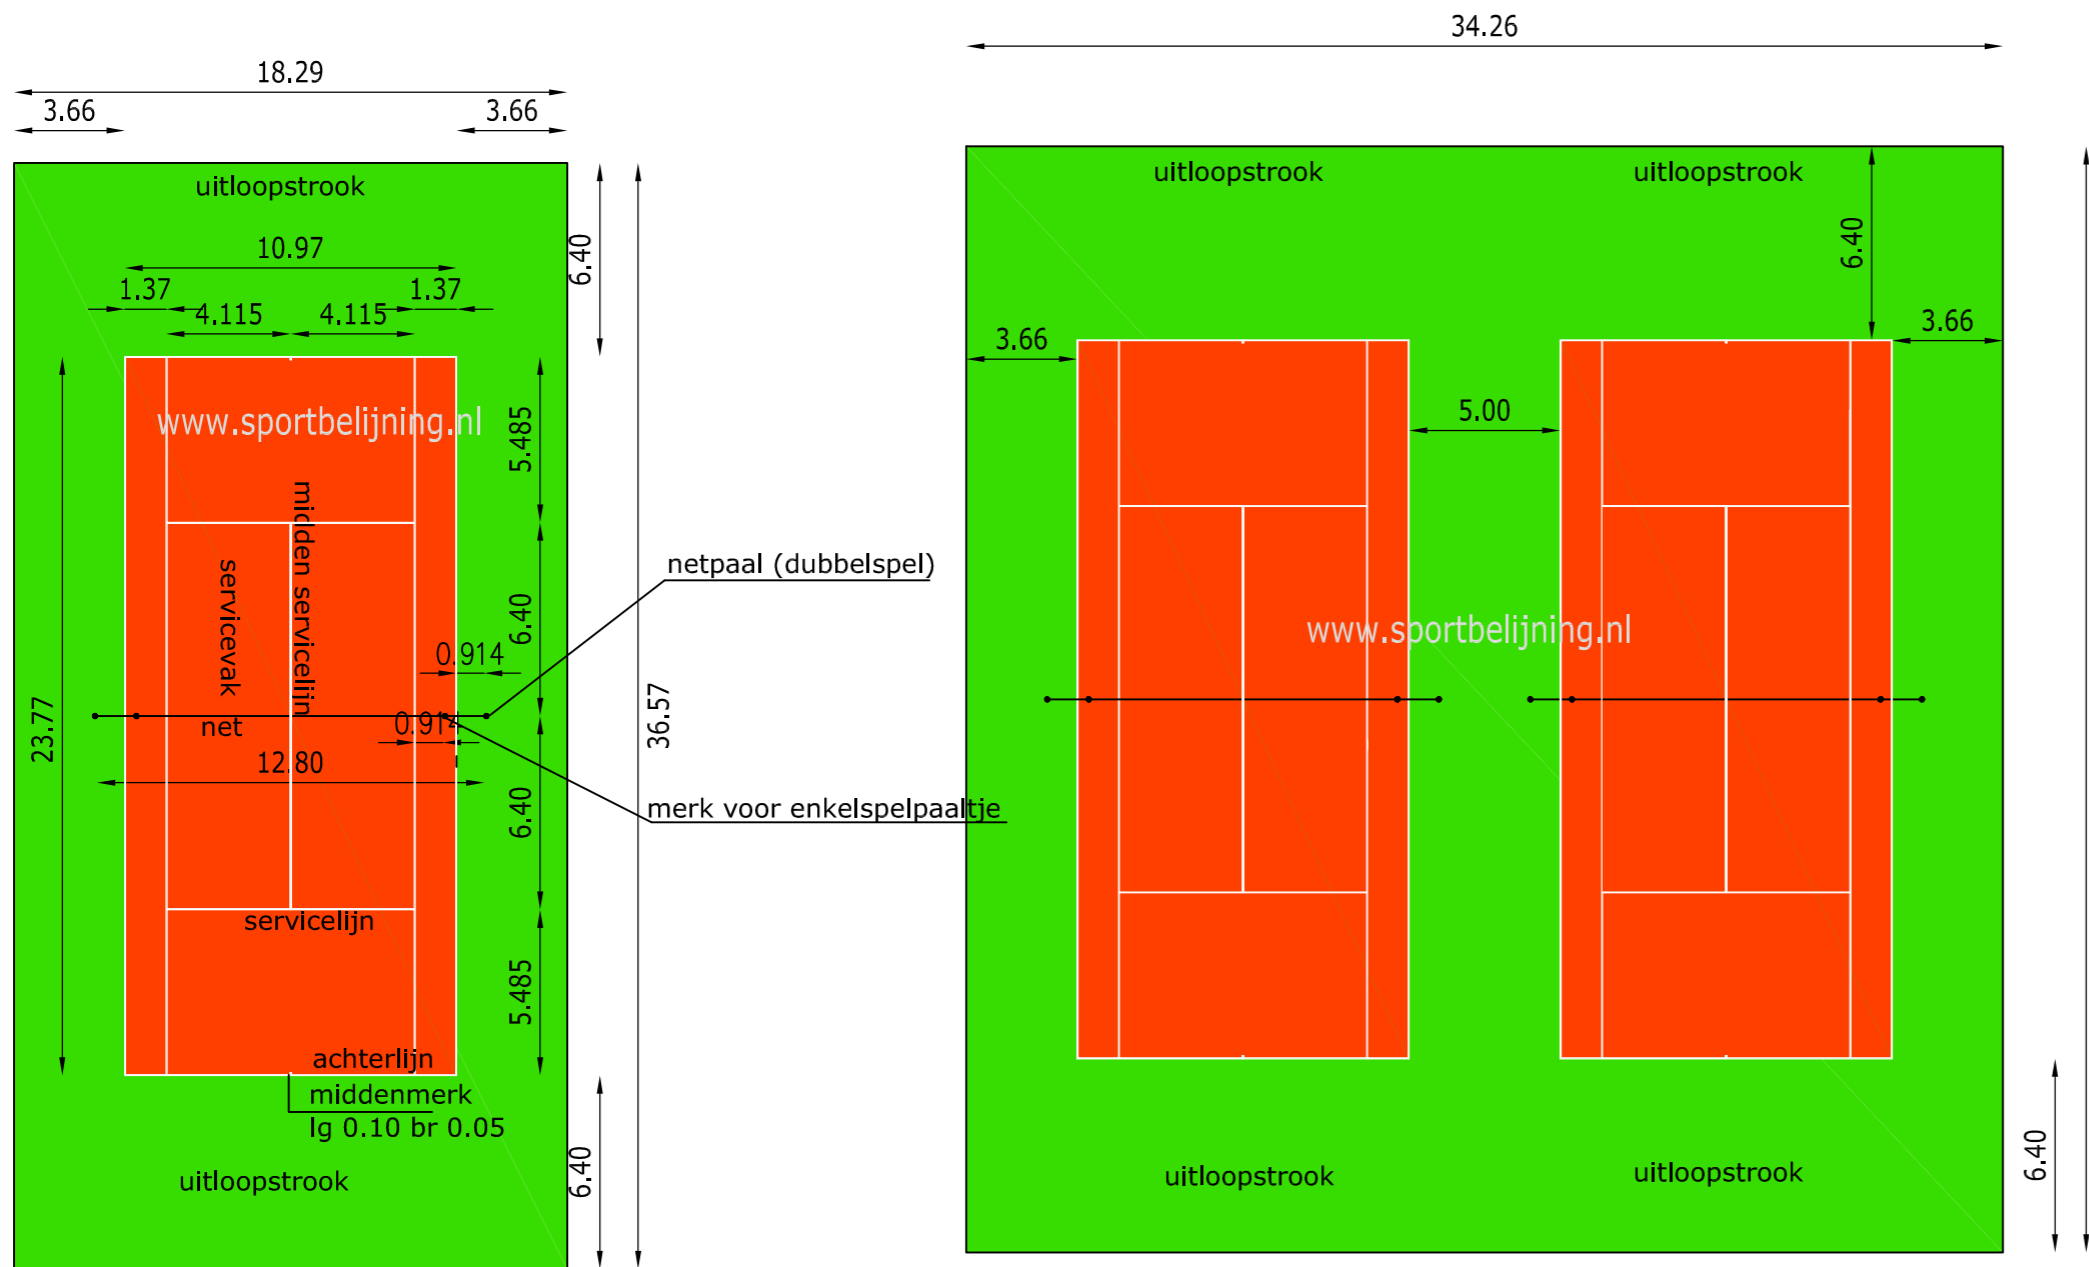 34.26
18.29
3.66
3.66
uitloopstrook
10.97
1.37
1.37
4.115
4.115
6.40
www.sportbelijning.nl
5.485
midden servicelijn
servicevak
6.40
0.914
net
0.914
12.80
23.77
36.57
6.40
servicelijn
5.485
achterlijn
middenmerk
lg 0.10 br 0.05
uitloopstrook
6.40
netpaal (dubbelspel)
merk voor enkelspelpaaltje
uitloopstrook
uitloopstrook
6.40
3.66
3.66
5.00
www.sportbelijning.nl
uitloopstrook
uitloopstrook
6.40